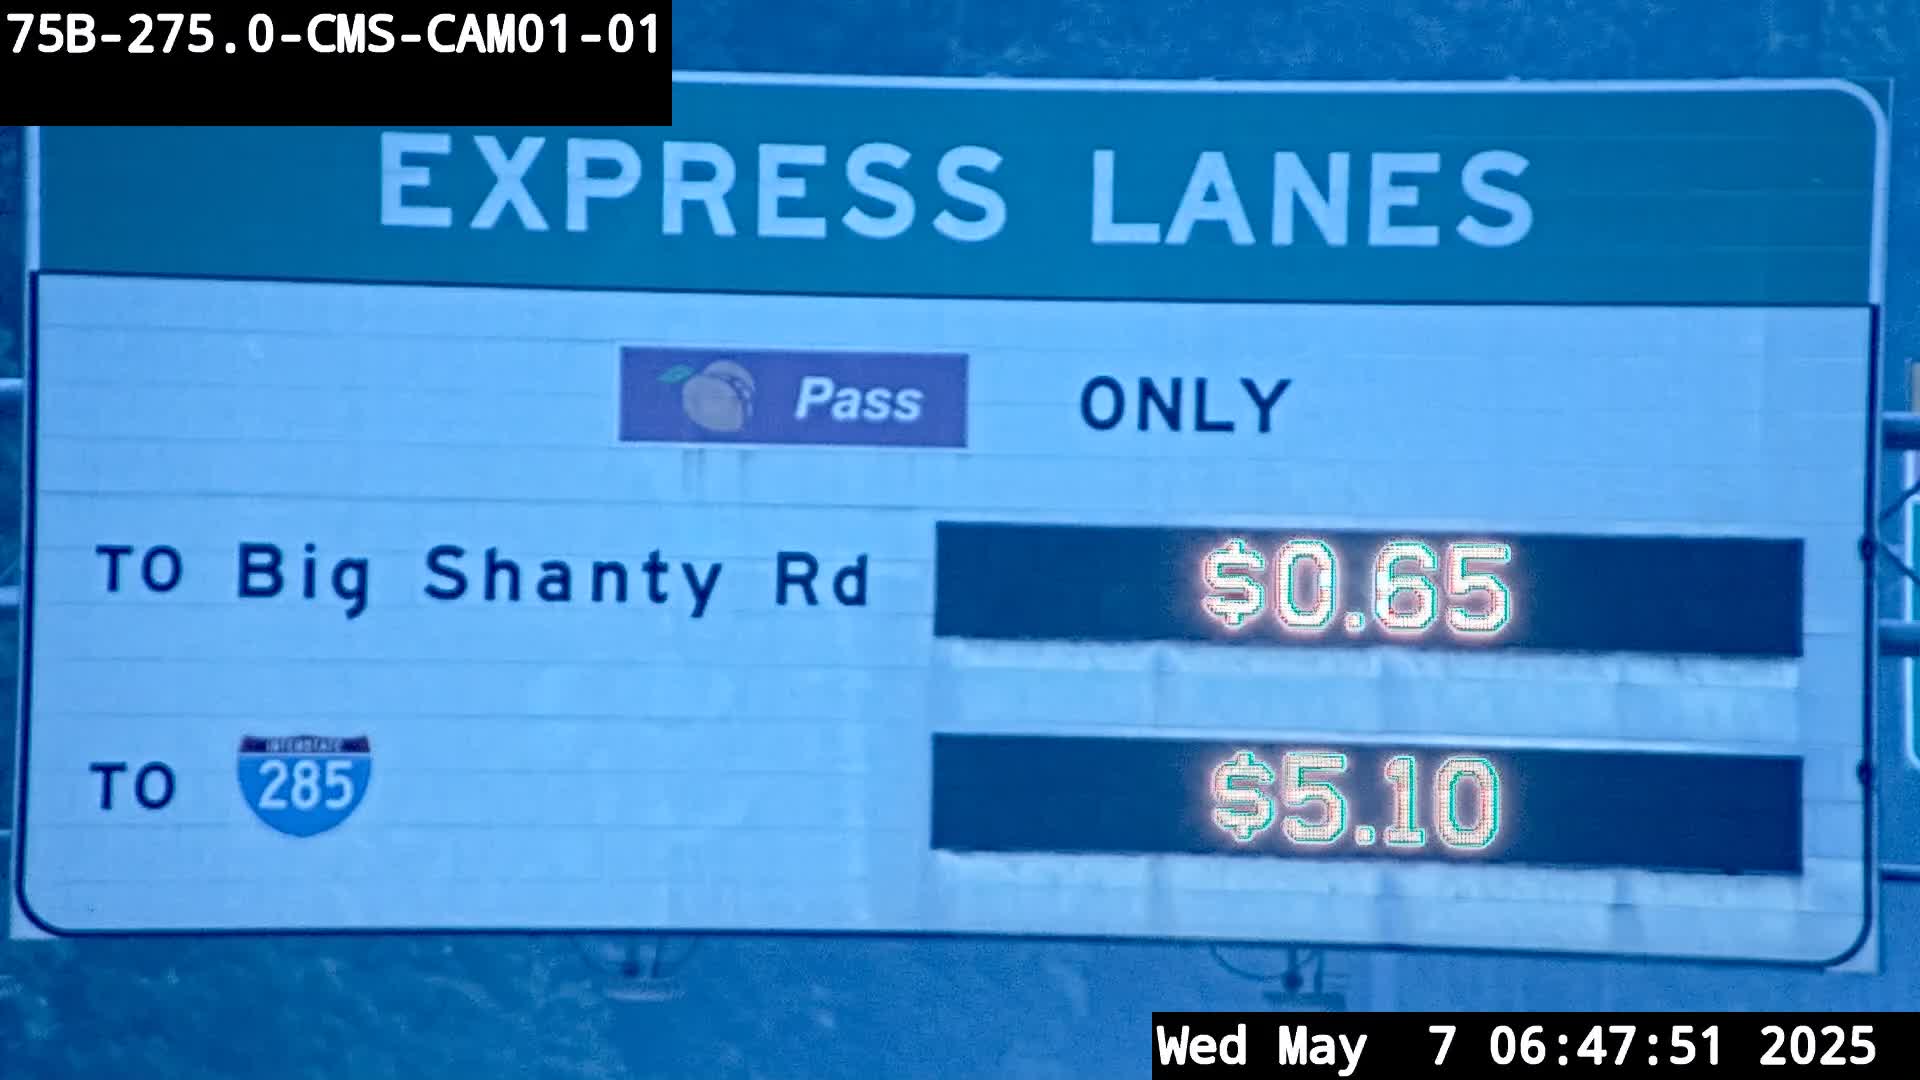 75B-275.0-CMS-CAM01-01
EXPRESS LANES
Pass ONLY
TO Big Shanty Rd $0.65
INTERSTATE
TO 285 $5.10
Wed May 7 06:47:51 2025